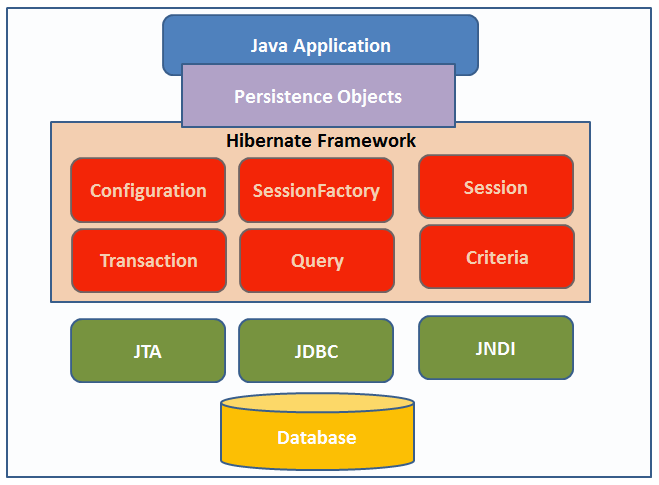 Java Application
Persistence Objects
Hibernate Framework
Configuration
SessionFactory
Session
Transaction
Query
Criteria
JTA
JDBC
JNDI
Database